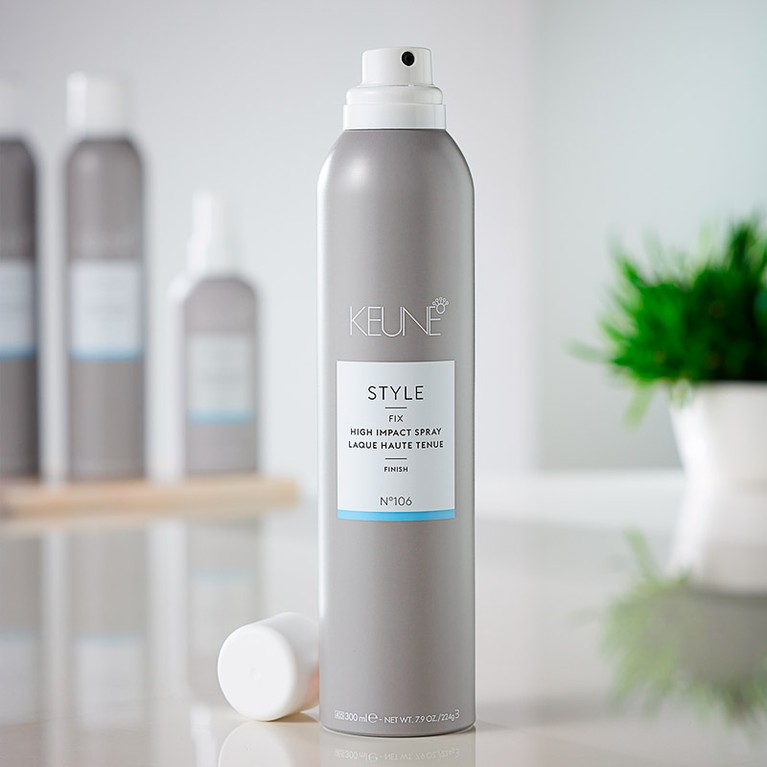 KEUNE
STYLE
FIX
HIGH IMPACT SPRAY
LAQUE HAUTE TENUE
FINISH
N°106
300 ml ℮ - NET WT. 7.9 OZ./224g